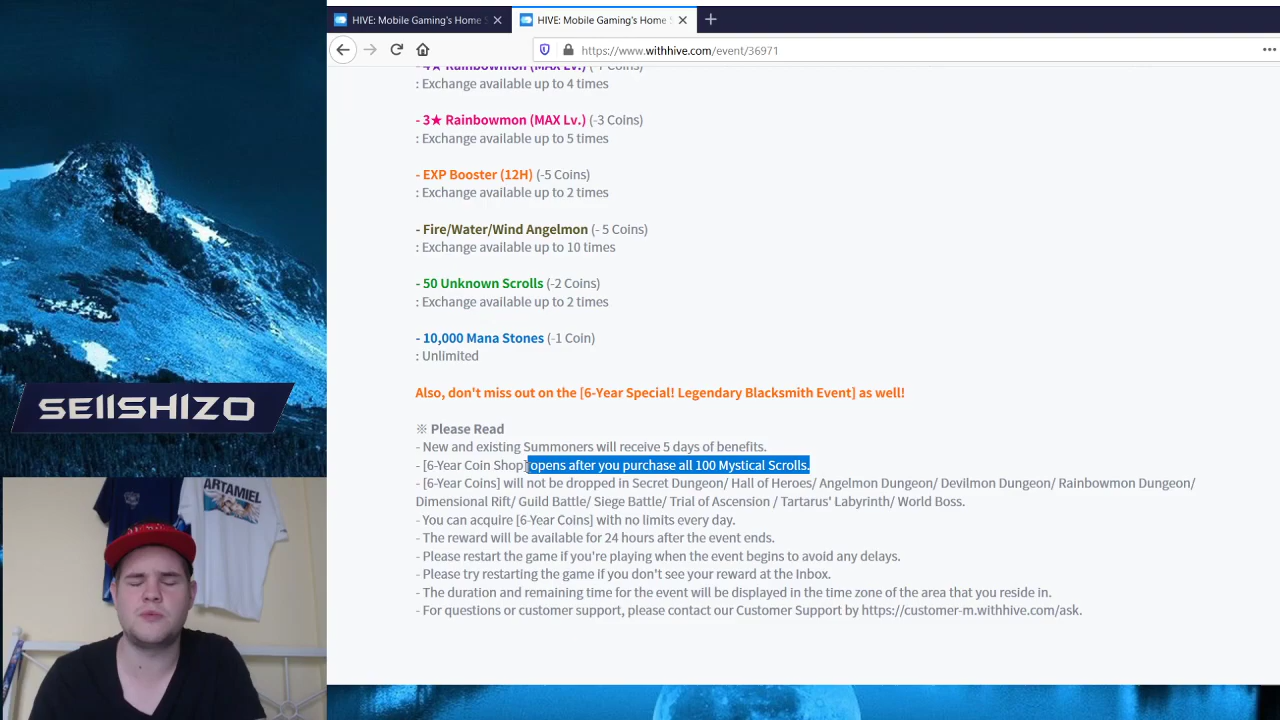 HIVE: Mobile Gaming's Home S
HIVE: Mobile Gaming's Home
https://www.withhive.com/event/36971
- 4★ Rainbowmon (MAX Lv.)
: Exchange available up to 4 times
- 3★ Rainbowmon (MAX Lv.) (-3 Coins)
: Exchange available up to 5 times
- EXP Booster (12H) (-5 Coins)
: Exchange available up to 2 times
- Fire/Water/Wind Angelmon (- 5 Coins)
: Exchange available up to 10 times
- 50 Unknown Scrolls (-2 Coins)
: Exchange available up to 2 times
- 10,000 Mana Stones (-1 Coin)
: Unlimited
Also, don't miss out on the [6-Year Special! Legendary Blacksmith Event] as well!
※ Please Read
- New and existing Summoners will receive 5 days of benefits.
- [6-Year Coin Shop] opens after you purchase all 100 Mystical Scrolls.
- [6-Year Coins] will not be dropped in Secret Dungeon/ Hall of Heroes/ Angelmon Dungeon/ Devilmon Dungeon/ Rainbowmon Dungeon/
Dimensional Rift/ Guild Battle/ Siege Battle/ Trial of Ascension / Tartarus' Labyrinth/ World Boss.
- You can acquire [6-Year Coins] with no limits every day.
- The reward will be available for 24 hours after the event ends.
- Please restart the game if you're playing when the event begins to avoid any delays.
- Please try restarting the game if you don't see your reward at the Inbox.
- The duration and remaining time for the event will be displayed in the time zone of the area that you reside in.
- For questions or customer support, please contact our Customer Support by https://customer-m.withhive.com/ask.
SEIISHIZO
ARTAMIEL